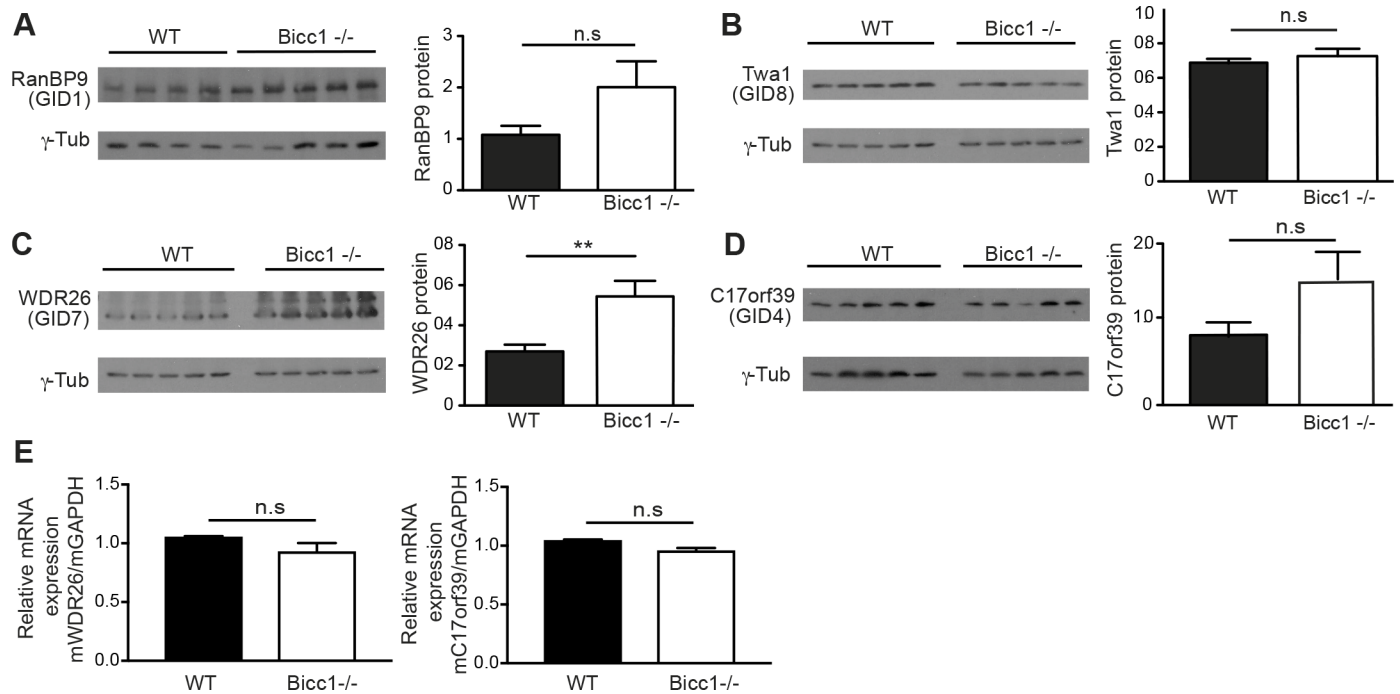 A
WT
Bicc1 -/-
RanBP9
(GID1)
γ-Tub
RanBP9 protein
3
2
1
0
n.s
WT
Bicc1 -/-
B
WT
Bicc1 -/-
Twa1
(GID8)
γ-Tub
Twa1 protein
10
0 8
06
04
02
0
n.s
WT
Bicc1 -/-
C
WT
Bicc1 -/-
WDR26
(GID7)
γ-Tub
WDR26 protein
08
06
04
02
0
**
WT
Bicc1 -/-
D
WT
Bicc1 -/-
C17orf39
(GID4)
γ-Tub
C17orf39 protein
20
10
0
n.s
WT
Bicc1 -/-
E
Relative mRNA
expression
mWDR26/mGAPDH
1.5
1.0
0.5
0.0
n.s
WT
Bicc1-/-
Relative mRNA
expression
mC17orf39/mGAPDH
1.5
1.0
0.5
0.0
n.s
WT
Bicc1-/-